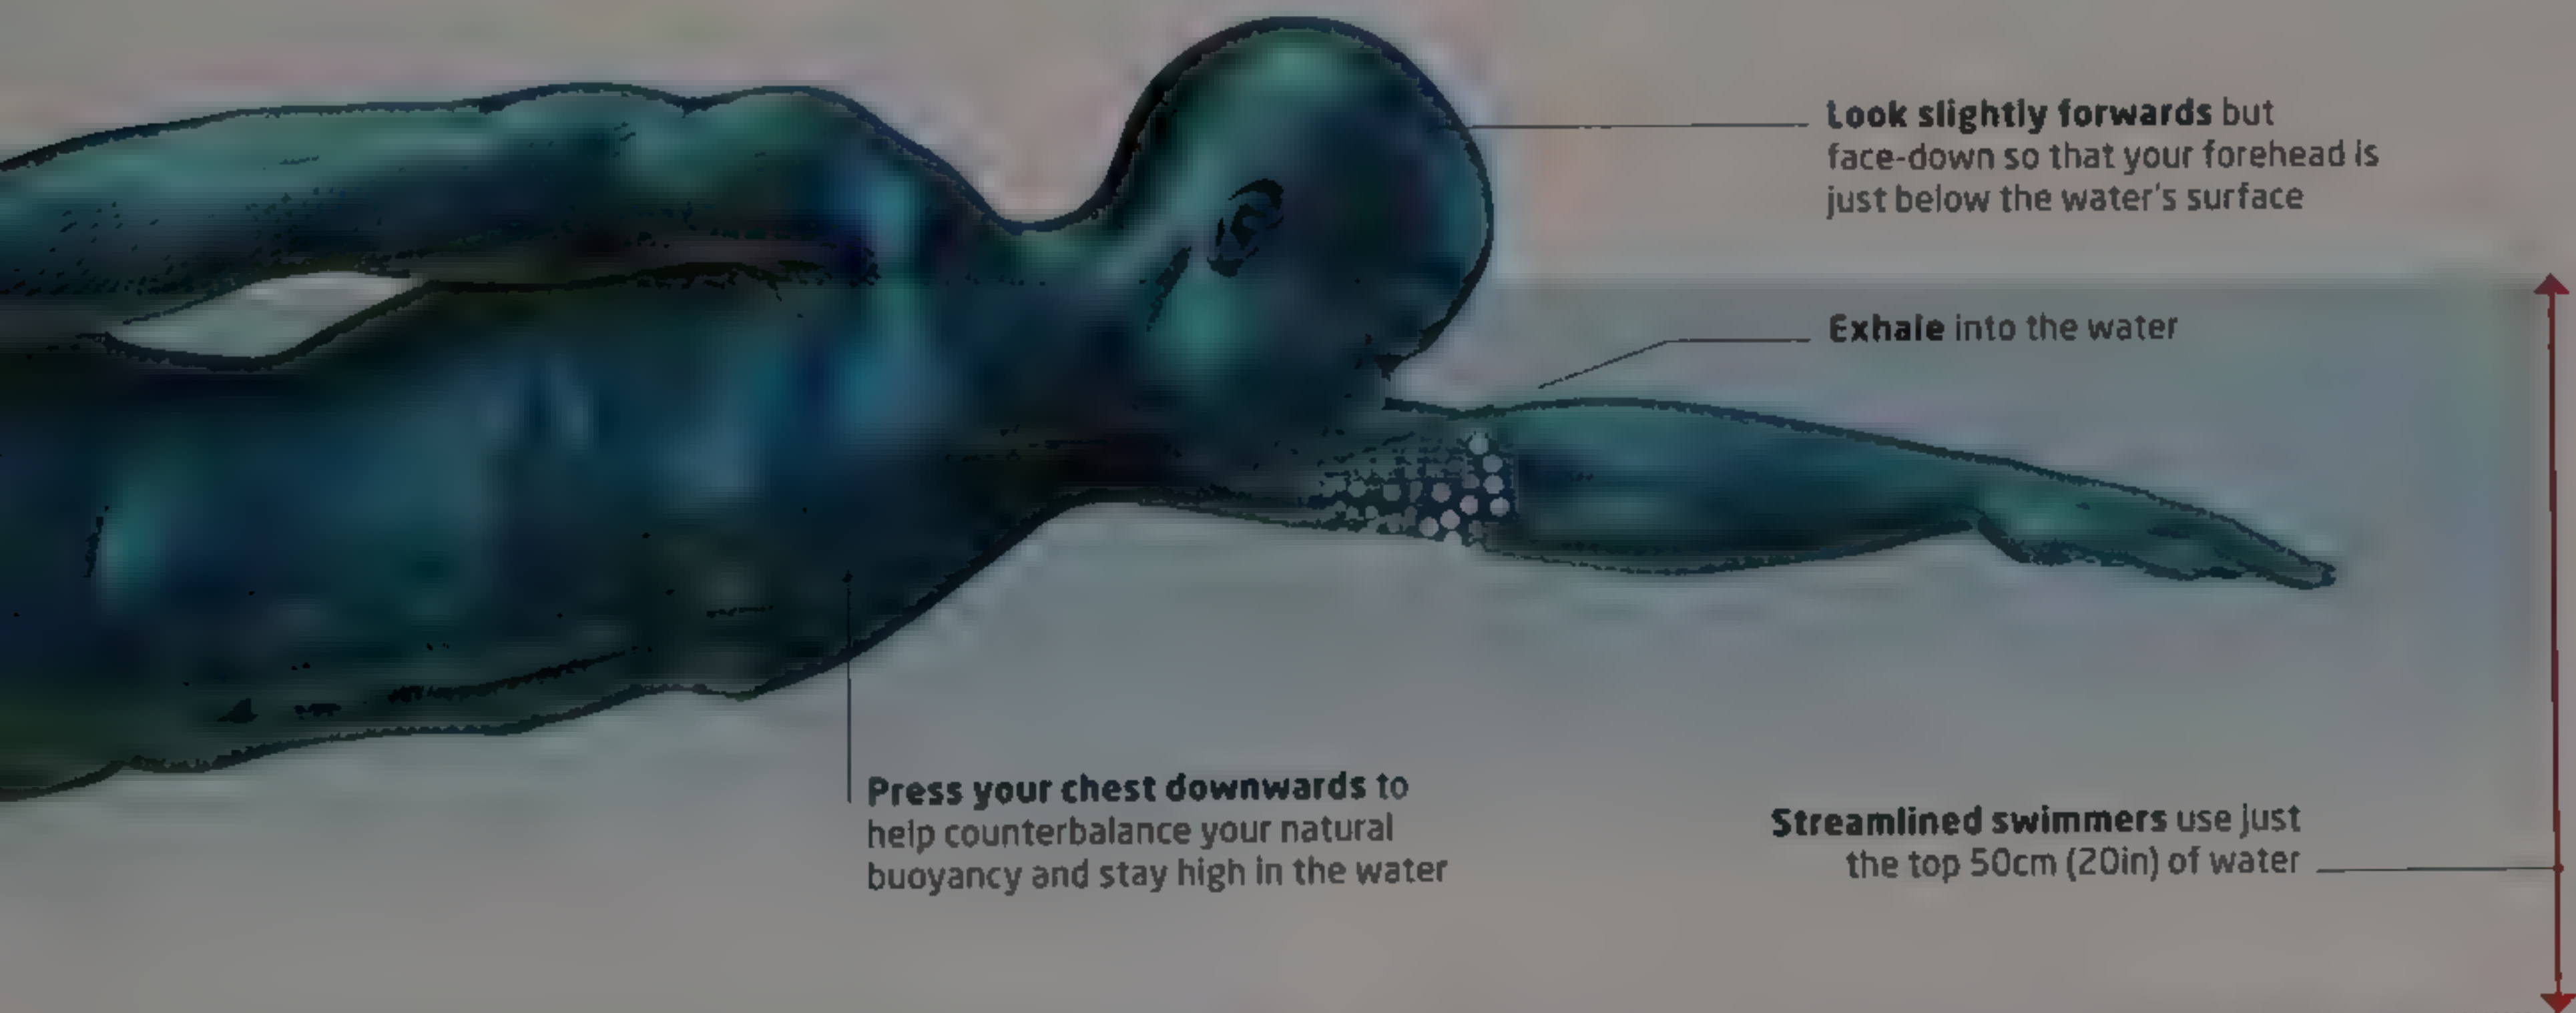 Look slightly forwards but
face-down so that your forehead is
just below the water's surface
Exhale into the water
Press your chest downwards to
help counterbalance your natural
buoyancy and stay high in the water
Streamlined swimmers use just
the top 50cm (20in) of water